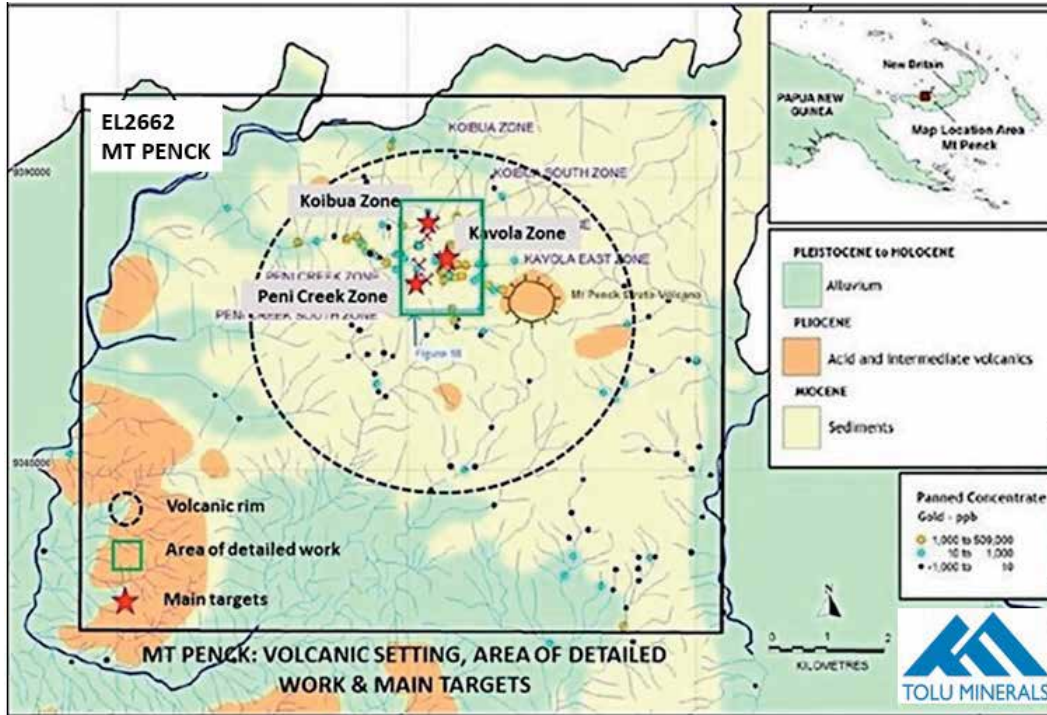 EL2662
MT PENCK
KOIBUA ZONE
KOIBUA SOUTH ZONE
Koibua Zone
Kavola Zone
KAVOLA EAST ZONE
PENI CREEK ZONE
Peni Creek Zone
PENI CREEK SOUTH ZONE
Mt Penck Strato-Volcano
Figure 18
Volcanic rim
Area of detailed work
Main targets
MT PENCK: VOLCANIC SETTING, AREA OF DETAILED
WORK & MAIN TARGETS
New Britain
PAPUA NEW
GUINEA
Map Location Area
Mt Penck
PLEISTOCENE to HOLOCENE
Alluvium
PLIOCENE
Acid and intermediate volcanics
MIOCENE
Sediments
Panned Concentrate
Gold - ppb
1,000 to 509,000
10 to 1,000
-1,000 to 10
N
0 1 2
KILOMETRES
TOLU MINERALS